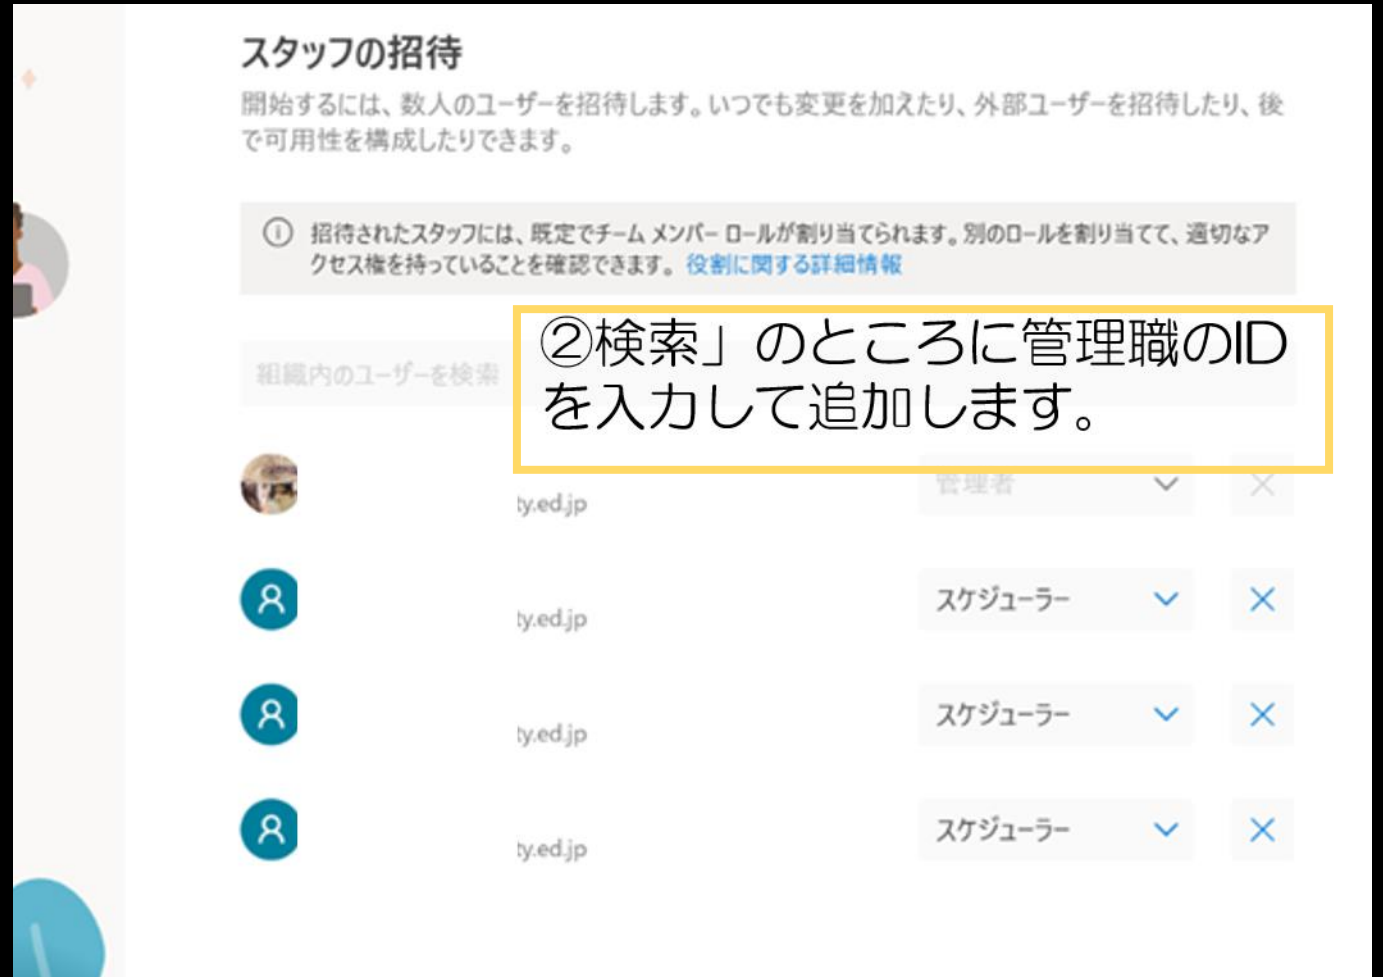 スタッフの招待
開始するには、数人のユーザーを招待します。いつでも変更を加えたり、外部ユーザーを招待したり、後
で可用性を構成したりできます。
招待されたスタッフには、既定でチーム メンバー ロールが割り当てられます。別のロールを割り当てて、適切なア
クセス権を持っていることを確認できます。 役割に関する詳細情報
②検索」のところに管理職のID
を入力して追加します。
組織内のユーザーを検索
管理者
ty.ed.jp
スケジューラー
ty.ed.jp
スケジューラー
ty.ed.jp
スケジューラー
ty.ed.jp